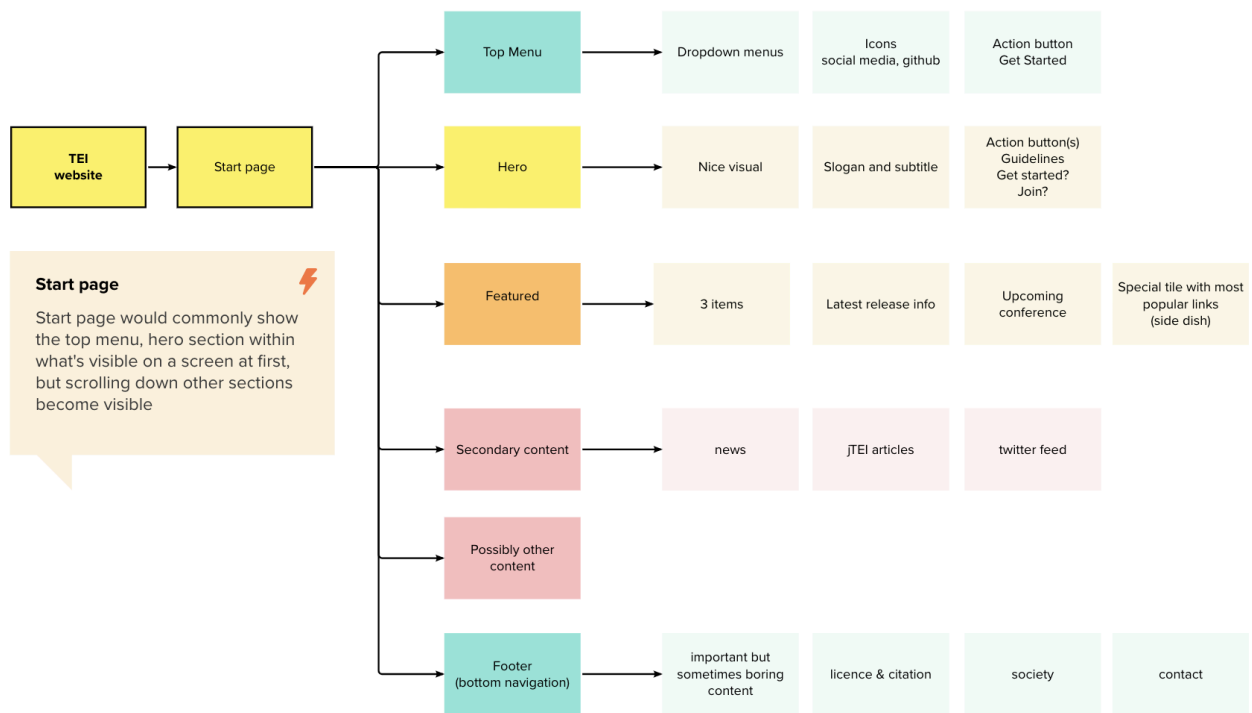 TEI
website
Start page
Start page
Start page would commonly show
the top menu, hero section within
what's visible on a screen at first,
but scrolling down other sections
become visible
Top Menu
Dropdown menus
Icons
social media, github
Action button
Get Started
Hero
Nice visual
Slogan and subtitle
Action button(s)
Guidelines
Get started?
Join?
Featured
3 items
Latest release info
Upcoming
conference
Special tile with most
popular links
(side dish)
Secondary content
news
jTEI articles
twitter feed
Possibly other
content
Footer
(bottom navigation)
important but
sometimes boring
content
licence & citation
society
contact